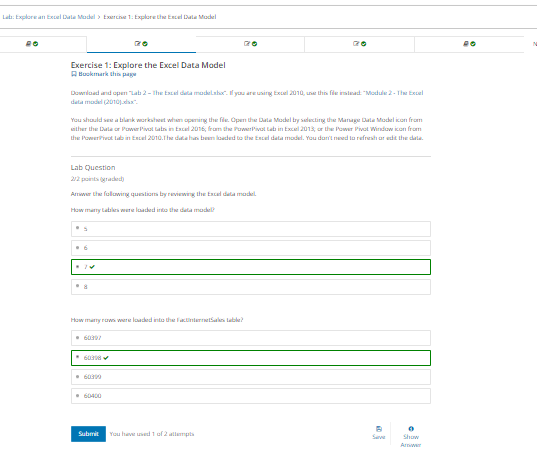 Lab: Explore an Excel Data Model > Exercise 1: Explore the Excel Data Model
N
Exercise 1: Explore the Excel Data Model
Bookmark this page
Download and open "Lab 2 – The Excel data model.xlsx". If you are using Excel 2010, use this file instead: "Module 2 - The Excel
data model (2010).xlsx".
You should see a blank worksheet when opening the file. Open the Data Model by selecting the Manage Data Model icon from
either the Data or PowerPivot tabs in Excel 2016; from the PowerPivot tab in Excel 2013, or the Power Pivot Window icon from
the PowerPivot tab in Excel 2010.The data has been loaded to the Excel data model. You don't need to refresh or edit the data.
Lab Question
2/2 points (graded)
Answer the following questions by reviewing the Excel data model.
How many tables were loaded into the data model?
5
6
7
8
How many rows were loaded into the FactInternetSales table?
60397
60398
60399
60400
Submit You have used 1 of 2 attempts
Save Show
Answer